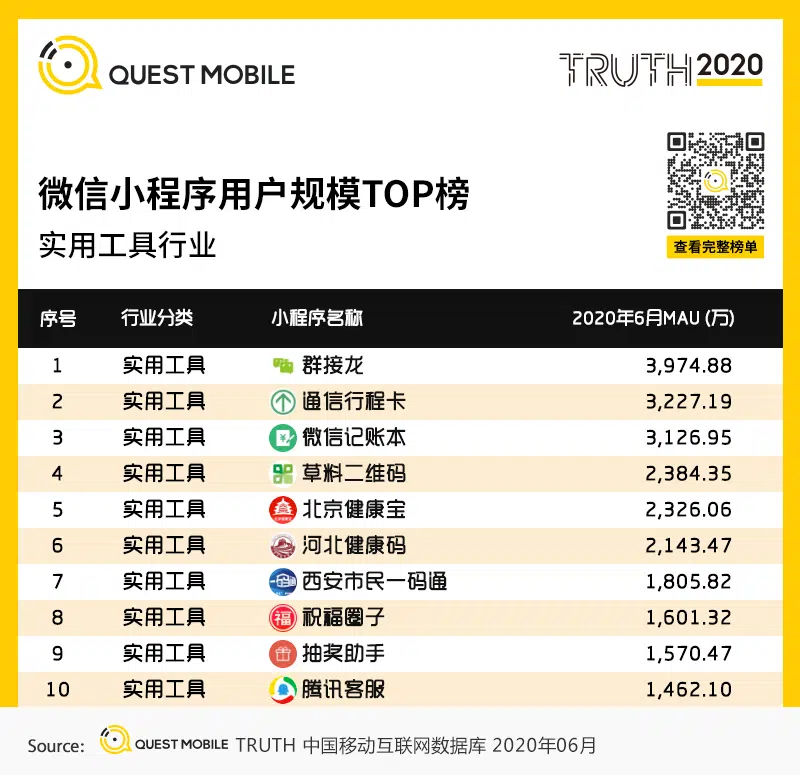 QUEST MOBILE
TRUTH2020
微信小程序用户规模TOP榜
实用工具行业
查看完整榜单
序号 行业分类 小程序名称 2020年6月MAU (万)
1 实用工具 群接龙 3,974.88
2 实用工具 通信行程卡 3,227.19
3 实用工具 微信记账本 3,126.95
4 实用工具 草料二维码 2,384.35
5 实用工具 北京健康宝 2,326.06
6 实用工具 河北健康码 2,143.47
7 实用工具 西安市民一码通 1,805.82
8 实用工具 福 祝福圈子 1,601.32
9 实用工具 抽奖助手 1,570.47
10 实用工具 腾讯客服 1,462.10
Source: QUEST MOBILE TRUTH 中国移动互联网数据库 2020年06月